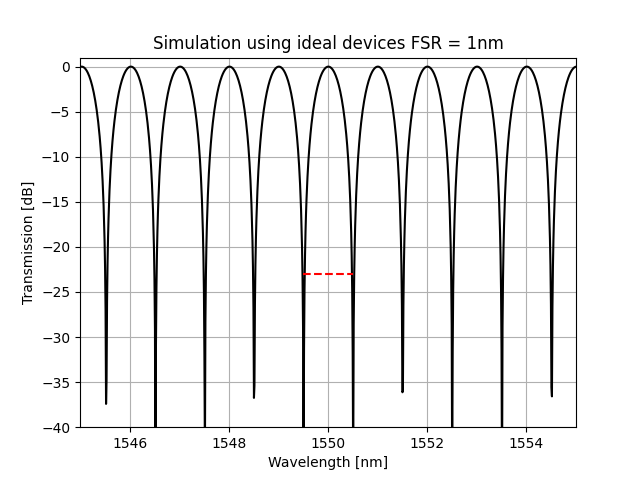 Simulation using ideal devices FSR = 1nm
0
−5
−10
−15
−20
−25
−30
−35
−40
Transmission [dB]
1546 1548 1550 1552 1554
Wavelength [nm]